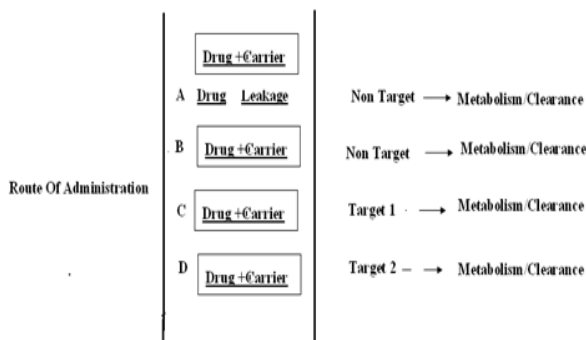 Drug +Carrier
A Drug Leakage Non Target Metabolism/Clearance
B Drug +Carrier Non Target Metabolism/Clearance
Route Of Administration
C Drug +Carrier Target 1 Metabolism/Clearance
D Drug +Carrier Target 2 Metabolism/Clearance